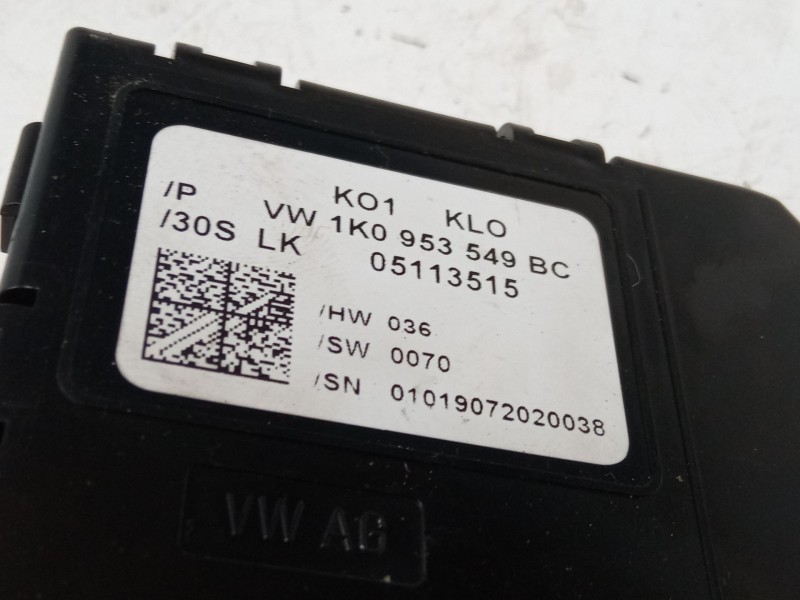 KO1 KLO
/P VW 1K0 953 549 BC
/30S LK 05113515
/HW 036
/SW 0070
/SN 01019072020038
VW AG